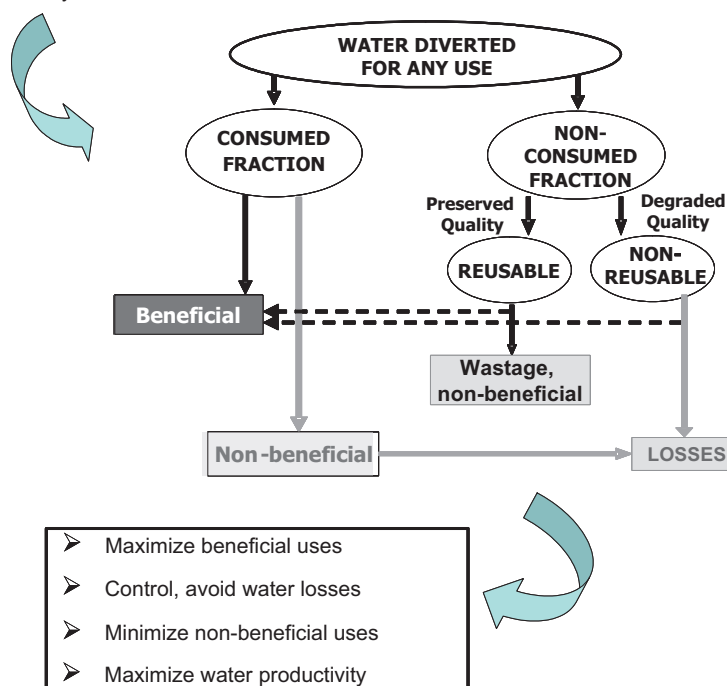 WATER DIVERTED
FOR ANY USE
CONSUMED
FRACTION
NON-
CONSUMED
FRACTION
Preserved
Quality
Degraded
Quality
REUSABLE
NON-
REUSABLE
Beneficial
Wastage,
non-beneficial
Non-beneficial
LOSSES
➢ Maximize beneficial uses
➢ Control, avoid water losses
➢ Minimize non-beneficial uses
➢ Maximize water productivity